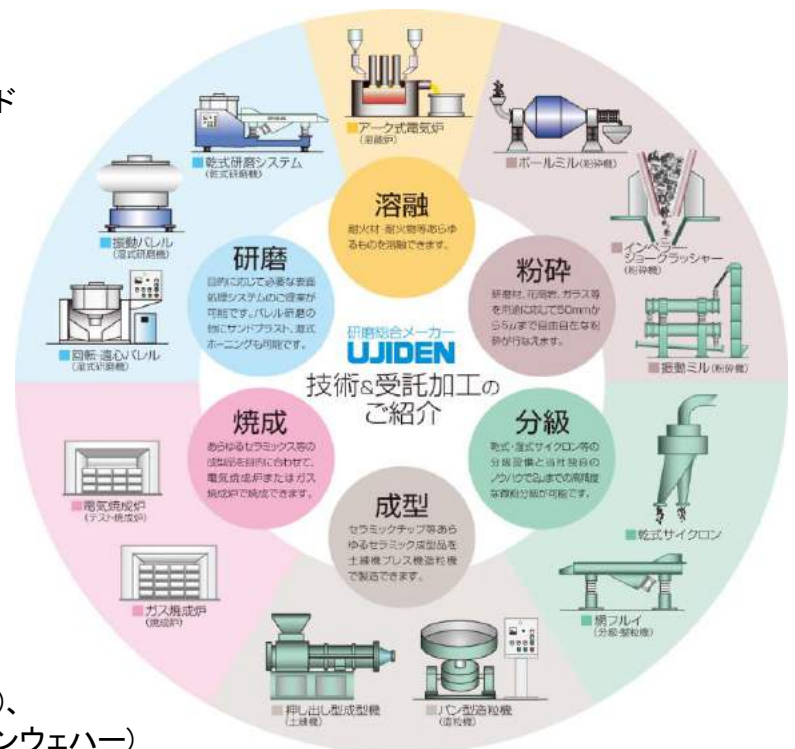 ド
アーク式電気炉
(溶融炉)
乾式研磨システム
(乾式研磨機)
ボールミル(粉砕機)
振動バレル
(湿式研磨機)
インペラー・
ジョークラッシャー
(粉砕機)
回転・遠心バレル
(湿式研磨機)
振動ミル(粉砕機)
溶融
耐火材・耐火物等あらゆ
るものを溶融できます。
研磨
目的に応じて必要な表面
処理システムのご提案が
可能です。バレル研磨の
他にサンドブラスト、湿式
ホーニングも可能です。
粉砕
研磨材、花崗岩、ガラス等
を用途に応じて50mmか
ら5μまで自由自在な粉
砕が行なえます。
研磨総合メーカー
UJIDEN
技術&受託加工の
ご紹介
焼成
あらゆるセラミックス等の
成型品を目的に合わせて、
電気焼成炉またはガス
焼成炉で焼成できます。
分級
乾式・湿式サイクロン等の
分級設備と当社独自の
ノウハウで2μまでの高精度
な微粉分級が可能です。
成型
セラミックチップ等あら
ゆるセラミック成型品を
土練機プレス機造粒機
で製造できます。
電気焼成炉
(テスト焼成炉)
ガス焼成炉
(焼成炉)
乾式サイクロン
網フルイ
(分級・整粒機)
押し出し型成型機
(土練機)
パン型造粒機
(造粒機)
)、
ンウェハー)